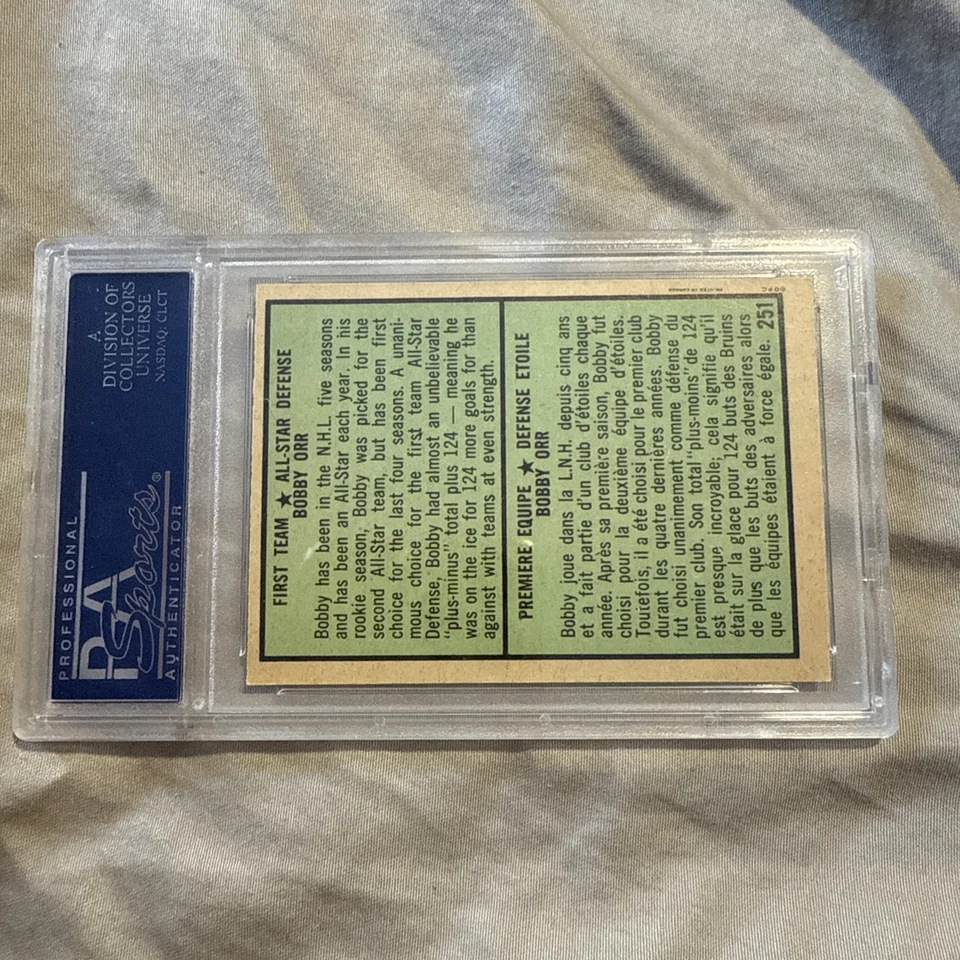 PROFESSIONAL
PSA
Sports®
AUTHENTICATOR
A
DIVISION OF
COLLECTORS
UNIVERSE
NASDAQ: CLCT
FIRST TEAM ★ ALL-STAR DEFENSE
BOBBY ORR
Bobby has been in the N.H.L. five seasons
and has been an All-Star each year. In his
rookie season, Bobby was picked for the
second All-Star team, but has been first
choice for the last four seasons. A unani-
mous choice for the first team All-Star
Defense, Bobby had almost an unbelievable
"plus-minus" total plus 124 — meaning he
was on the ice for 124 more goals for than
against with teams at even strength.
PREMIERE EQUIPE ★ DEFENSE ETOILE
BOBBY ORR
Bobby joue dans la L.N.H. depuis cinq ans
et a fait partie d'un club d'étoiles chaque
année. Après sa première saison, Bobby fut
choisi pour la deuxième équipe d'étoiles.
Toutefois, il a été choisi pour le premier club
durant les quatre dernières années. Bobby
fut choisi unanimement comme défense du
premier club. Son total "plus-moins" de 124
est presque incroyable; cela signifie qu'il
était sur la glace pour 124 buts des Bruins
de plus que les buts des adversaires alors
que les équipes étaient à force égale. 251
©O.P.C. PRINTED IN CANADA